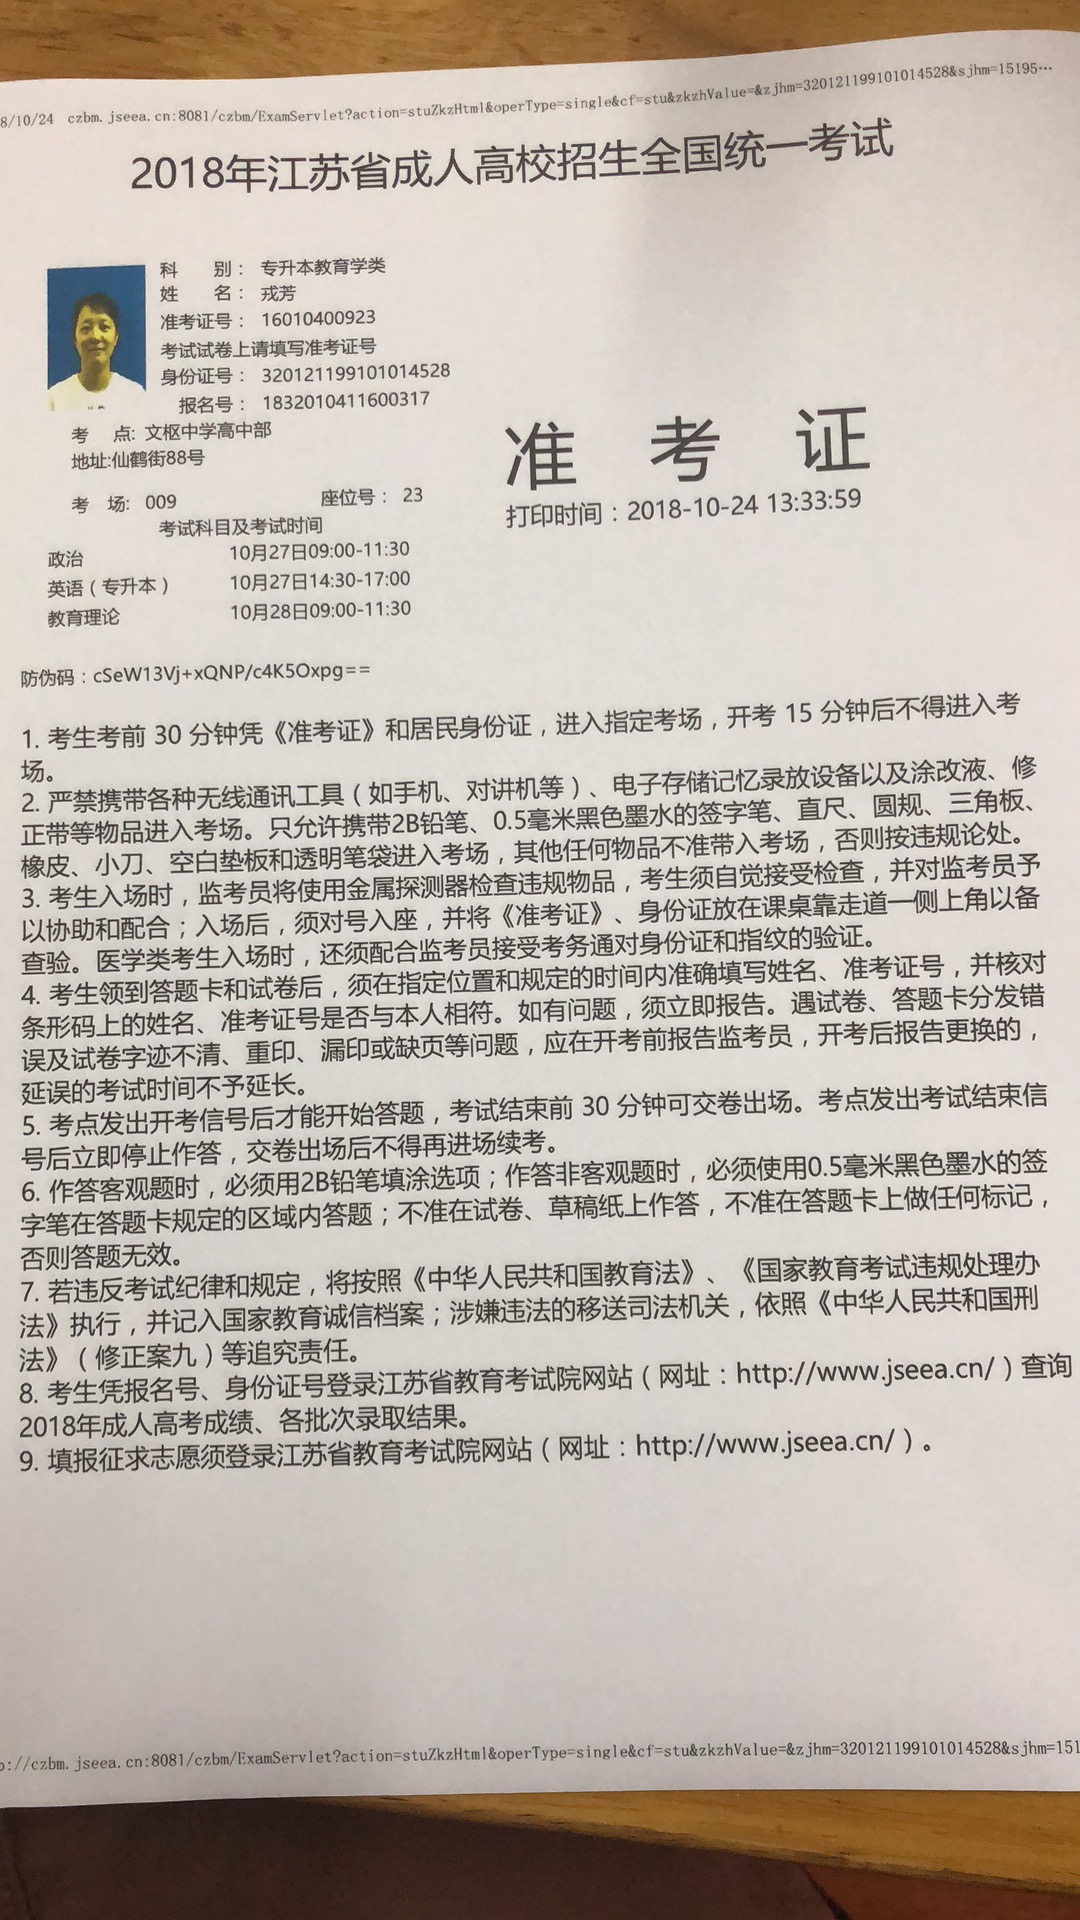 8/10/24 czbm.jseea.cn:8081/czbm/ExamServlet?action=stuZkzHtml&operType=single&cf=stu&zkzhValue=&zjhm=320121199101014528&sjhm=15195…
2018年江苏省成人高校招生全国统一考试
科 别： 专升本教育学类
姓 名： 戎芳
准考证号： 16010400923
考试试卷上请填写准考证号
身份证号： 320121199101014528
报名号： 1832010411600317
考 点: 文枢中学高中部
地址:仙鹤街88号
准 考 证
考 场: 009 座位号： 23
打印时间：2018-10-24 13:33:59
考试科目及考试时间
政治 10月27日09:00-11:30
英语（专升本） 10月27日14:30-17:00
教育理论 10月28日09:00-11:30
防伪码：cSeW13Vj+xQNP/c4K5Oxpg==
1. 考生考前 30 分钟凭《准考证》和居民身份证，进入指定考场，开考 15 分钟后不得进入考
场。
2. 严禁携带各种无线通讯工具（如手机、对讲机等）、电子存储记忆录放设备以及涂改液、修
正带等物品进入考场。只允许携带2B铅笔、0.5毫米黑色墨水的签字笔、直尺、圆规、三角板、
橡皮、小刀、空白垫板和透明笔袋进入考场，其他任何物品不准带入考场，否则按违规论处。
3. 考生入场时，监考员将使用金属探测器检查违规物品，考生须自觉接受检查，并对监考员予
以协助和配合；入场后，须对号入座，并将《准考证》、身份证放在课桌靠走道一侧上角以备
查验。医学类考生入场时，还须配合监考员接受考务通对身份证和指纹的验证。
4. 考生领到答题卡和试卷后，须在指定位置和规定的时间内准确填写姓名、准考证号，并核对
条形码上的姓名、准考证号是否与本人相符。如有问题，须立即报告。遇试卷、答题卡分发错
误及试卷字迹不清、重印、漏印或缺页等问题，应在开考前报告监考员，开考后报告更换的，
延误的考试时间不予延长。
5. 考点发出开考信号后才能开始答题，考试结束前 30 分钟可交卷出场。考点发出考试结束信
号后立即停止作答，交卷出场后不得再进场续考。
6. 作答客观题时，必须用2B铅笔填涂选项；作答非客观题时，必须使用0.5毫米黑色墨水的签
字笔在答题卡规定的区域内答题；不准在试卷、草稿纸上作答，不准在答题卡上做任何标记，
否则答题无效。
7. 若违反考试纪律和规定，将按照《中华人民共和国教育法》、《国家教育考试违规处理办
法》执行，并记入国家教育诚信档案；涉嫌违法的移送司法机关，依照《中华人民共和国刑
法》（修正案九）等追究责任。
8. 考生凭报名号、身份证号登录江苏省教育考试院网站（网址：http://www.jseea.cn/）查询
2018年成人高考成绩、各批次录取结果。
9. 填报征求志愿须登录江苏省教育考试院网站（网址：http://www.jseea.cn/）。
p://czbm.jseea.cn:8081/czbm/ExamServlet?action=stuZkzHtml&operType=single&cf=stu&zkzhValue=&zjhm=320121199101014528&sjhm=151